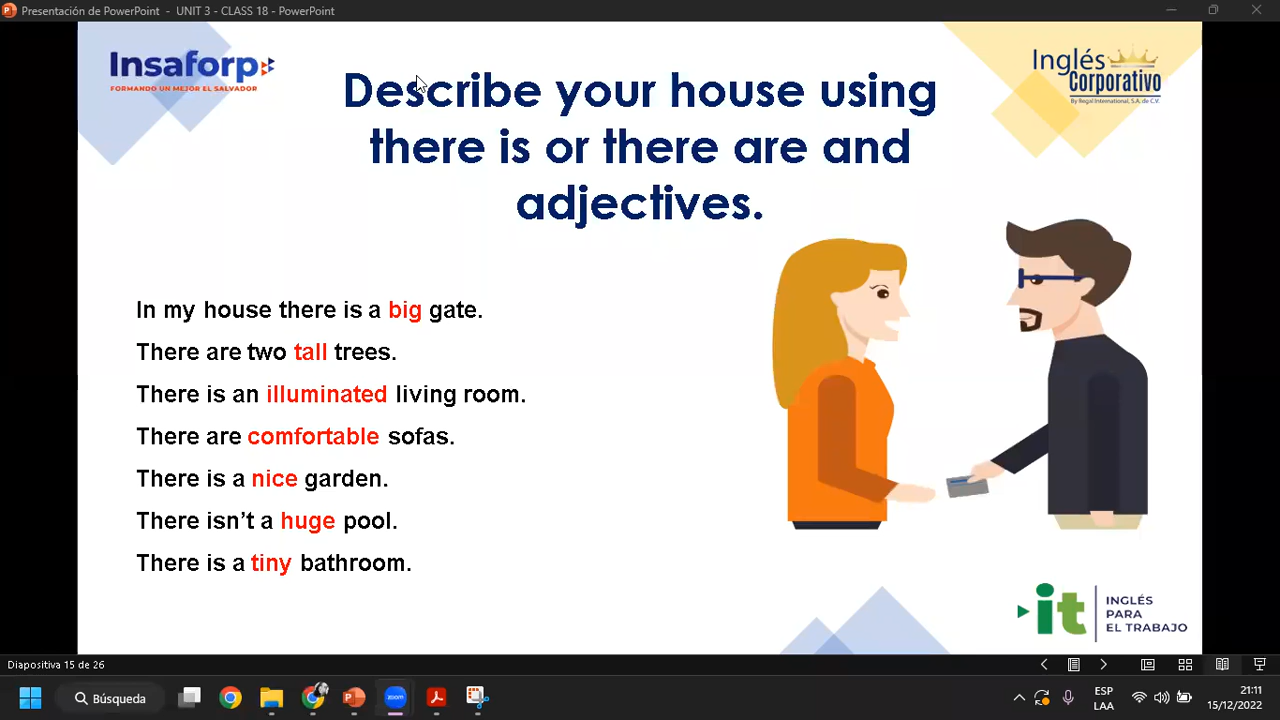 Presentación de PowerPoint - UNIT 3 - CLASS 18 - PowerPoint
Insaforp
FORMANDO UN MEJOR EL SALVADOR
Inglés
Corporativo
By Regal International, S.A. de C.V.
Describe your house using
there is or there are and
adjectives.
In my house there is a big gate.
There are two tall trees.
There is an illuminated living room.
There are comfortable sofas.
There is a nice garden.
There isn't a huge pool.
There is a tiny bathroom.
it
INGLÉS
PARA
EL TRABAJO
Diapositiva 15 de 26
Búsqueda
zoom
ESP
LAA
21:11
15/12/2022